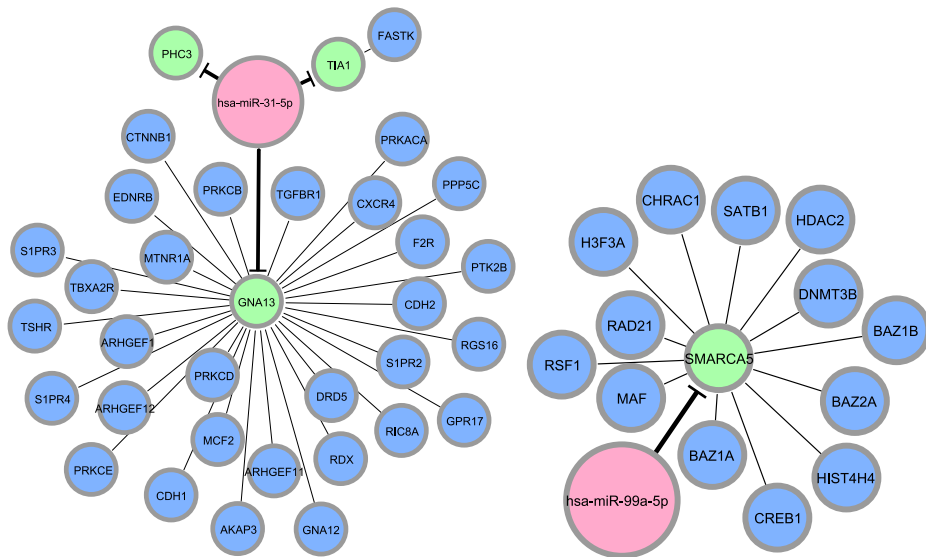 FASTK
PHC3
TIA1
hsa-miR-31-5p
CTNNB1
PRKACA
PRKCB
TGFBR1
PPP5C
EDNRB
CXCR4
S1PR3
MTNR1A
F2R
PTK2B
TBXA2R
GNA13
CDH2
TSHR
ARHGEF1
RGS16
S1PR2
PRKCD
S1PR4
ARHGEF12
DRD5
GPR17
RIC8A
MCF2
RDX
PRKCE
ARHGEF11
CDH1
AKAP3
GNA12
CHRAC1
SATB1
HDAC2
H3F3A
DNMT3B
RAD21
BAZ1B
SMARCA5
RSF1
MAF
BAZ2A
BAZ1A
HIST4H4
hsa-miR-99a-5p
CREB1